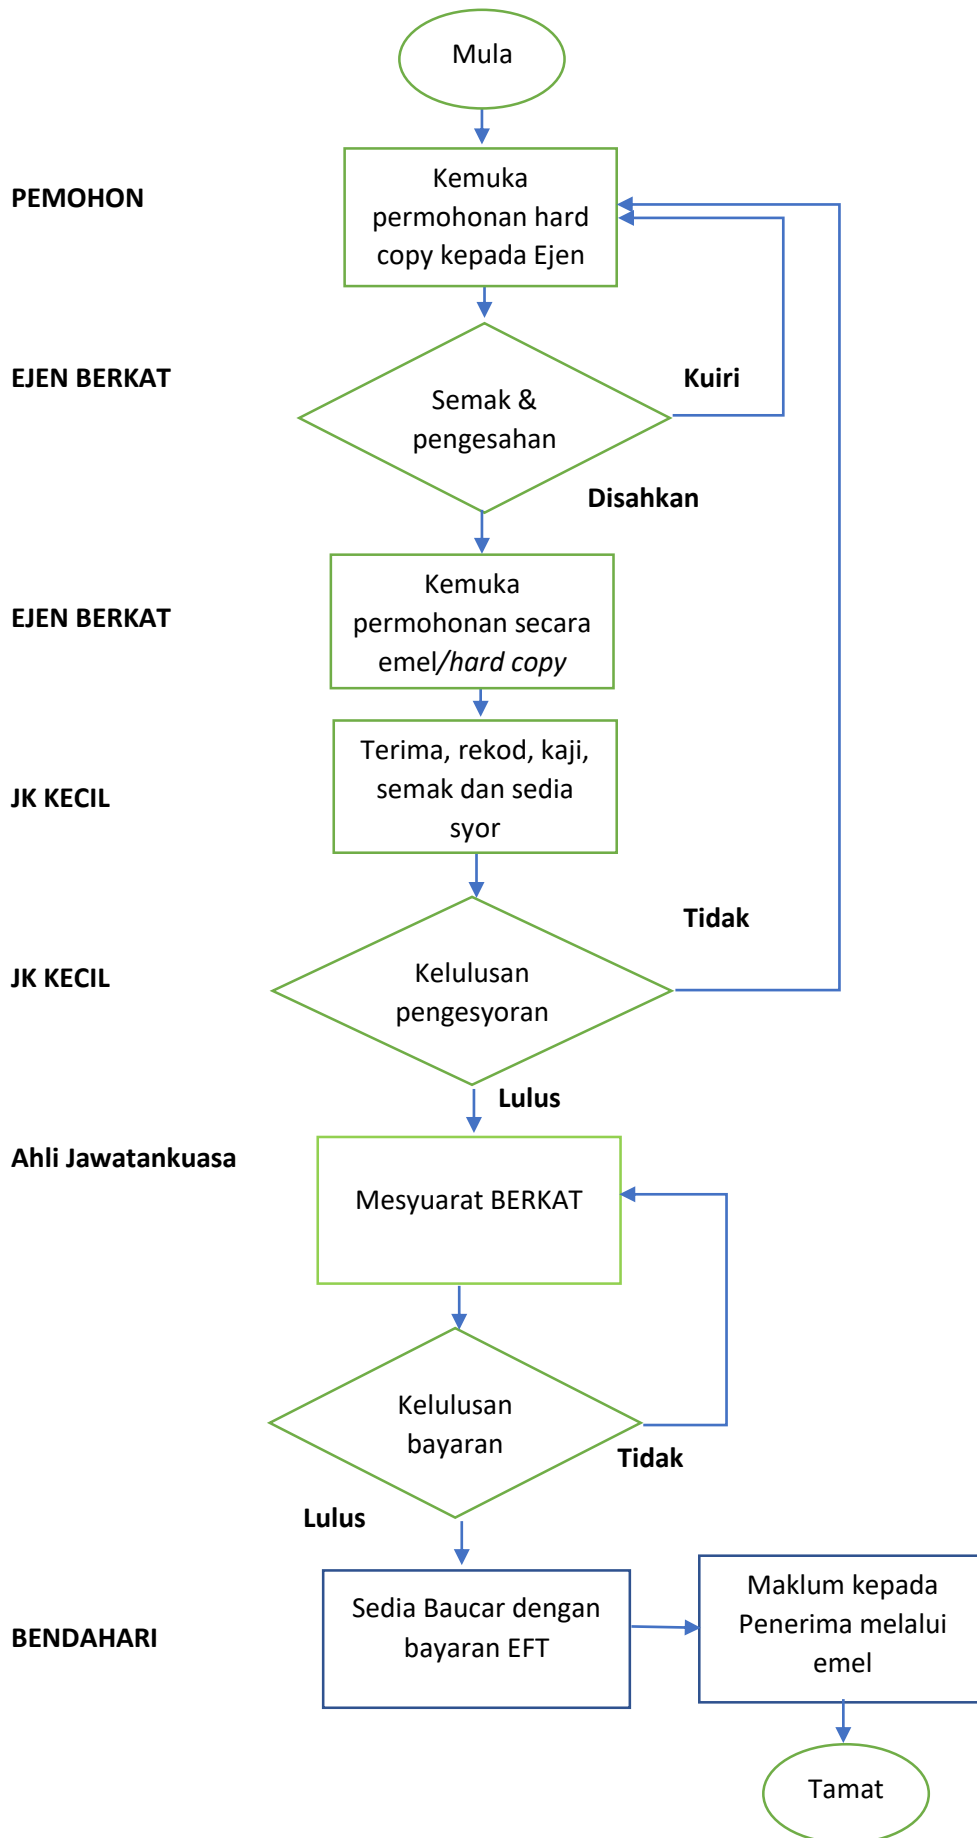 Mula
PEMOHON
Kemuka
permohonan hard
copy kepada Ejen
EJEN BERKAT
Semak &
pengesahan
Kuiri
Disahkan
EJEN BERKAT
Kemuka
permohonan secara
emel/hard copy
JK KECIL
Terima, rekod, kaji,
semak dan sedia
syor
Tidak
JK KECIL
Kelulusan
pengesyoran
Lulus
Ahli Jawatankuasa
Mesyuarat BERKAT
Kelulusan
bayaran
Tidak
Lulus
BENDAHARI
Sedia Baucar dengan
bayaran EFT
Maklum kepada
Penerima melalui
emel
Tamat